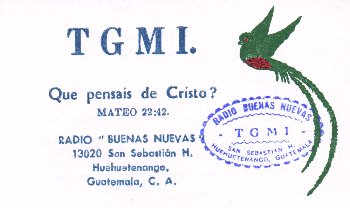 TGMI.
Que pensais de Cristo?
MATEO 22:42.
RADIO " BUENAS NUEVAS
13020 San Sebastián H.
Huehuetenango,
Guatemala, C. A.
RADIO BUENAS NUEVAS
- TGMI -
SAN SEBASTIAN H.
HUEHUETENANGO, GUATEMALA